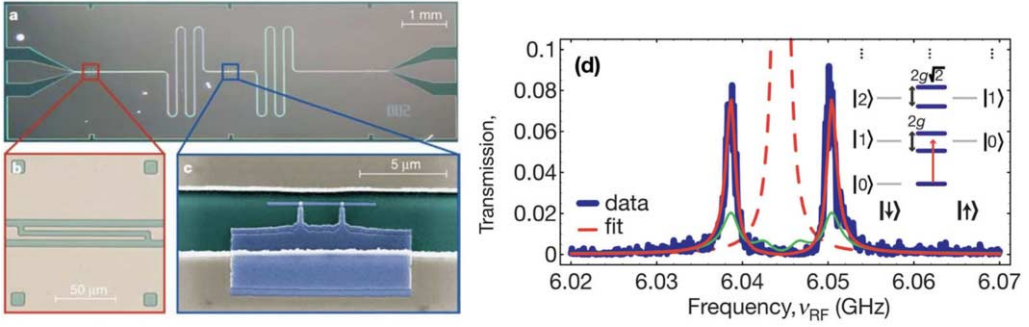 a
1 mm
002
b
50 μm
c
5 μm
(d)
Transmission,
0.1
0.08
0.06
0.04
0.02
0
6.02
6.03
6.04
6.05
6.06
6.07
Frequency, νRF (GHz)
data
fit
2g√2
|2⟩
|1⟩
2g
|1⟩
|0⟩
|0⟩
|↓⟩
|↑⟩